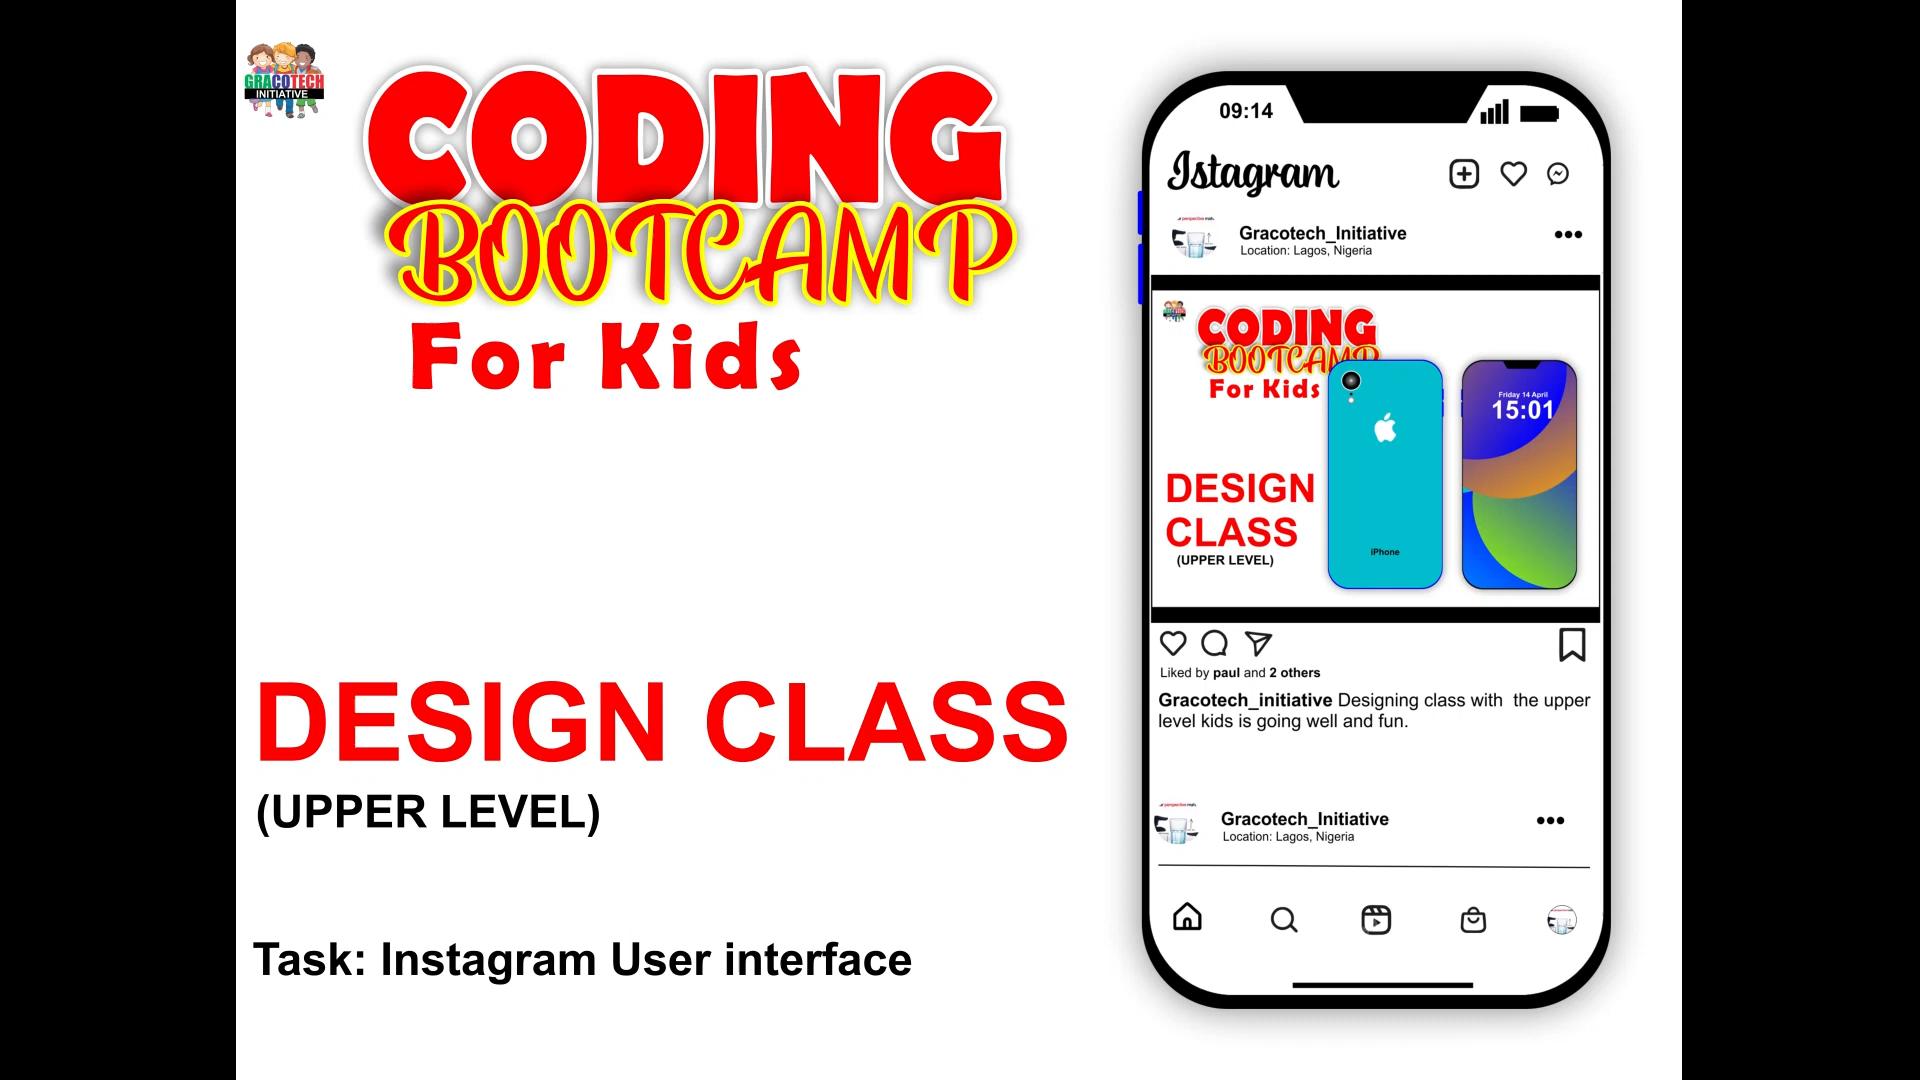 GRACOTECH
INITIATIVE
CODING
BOOTCAMP
For Kids
DESIGN CLASS
(UPPER LEVEL)
Task: Instagram User interface
09:14
Istagram
Gracotech_Initiative
Location: Lagos, Nigeria
CODING
BOOTCAMP
For Kids
DESIGN
CLASS
(UPPER LEVEL)
iPhone
Friday 14 April
15:01
Liked by paul and 2 others
Gracotech_initiative Designing class with the upper
level kids is going well and fun.
Gracotech_Initiative
Location: Lagos, Nigeria